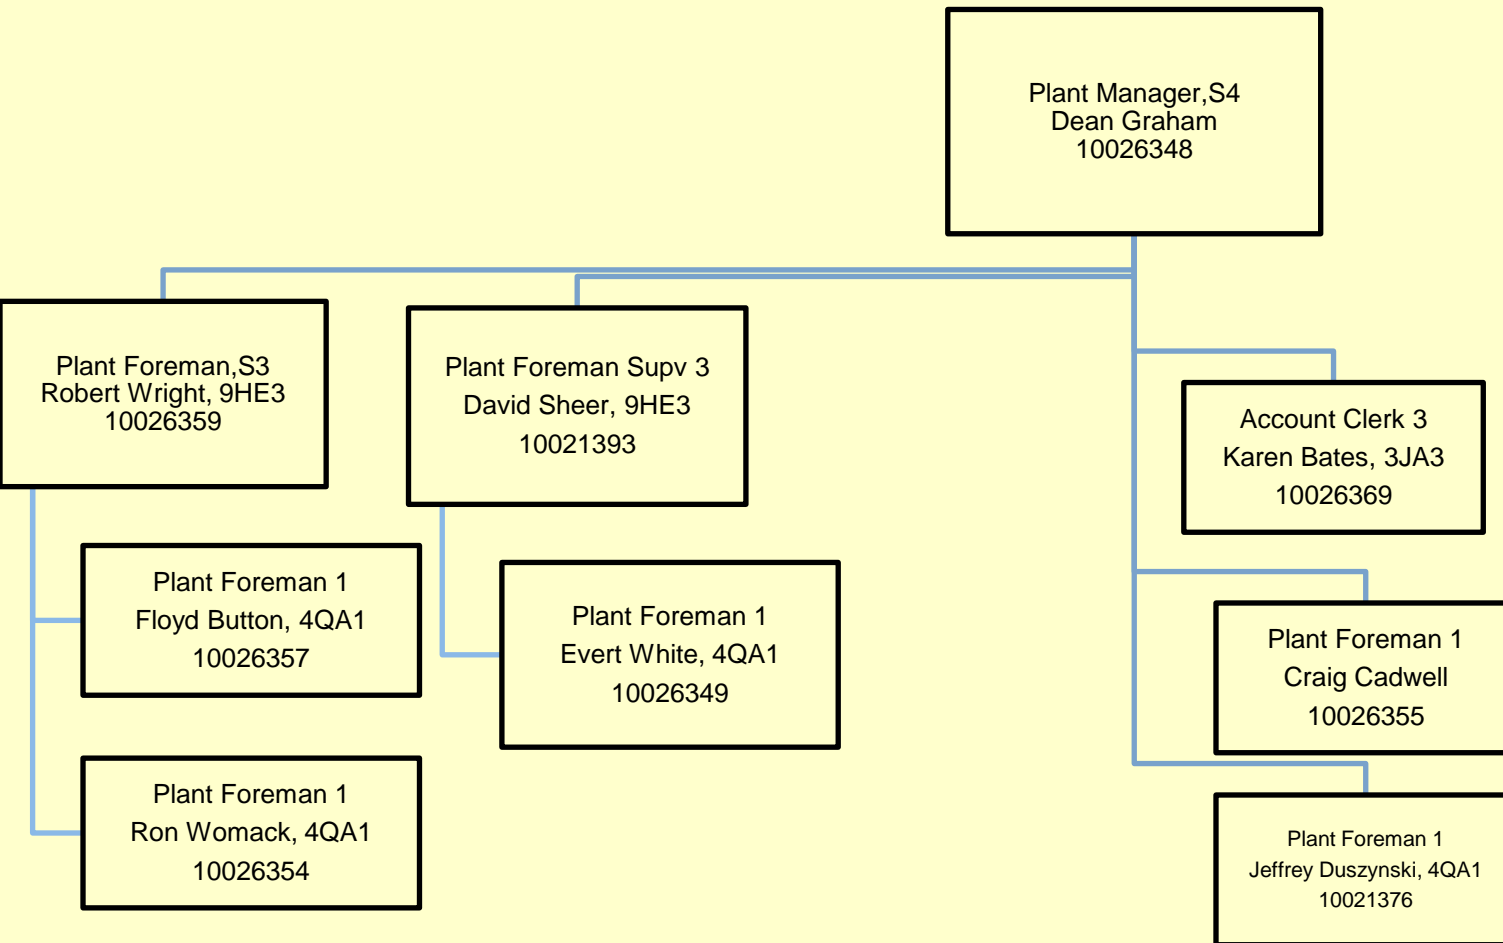 Plant Manager,S4
Dean Graham
10026348
Plant Foreman,S3
Robert Wright, 9HE3
10026359
Plant Foreman Supv 3
David Sheer, 9HE3
10021393
Account Clerk 3
Karen Bates, 3JA3
10026369
Plant Foreman 1
Floyd Button, 4QA1
10026357
Plant Foreman 1
Evert White, 4QA1
10026349
Plant Foreman 1
Craig Cadwell
10026355
Plant Foreman 1
Ron Womack, 4QA1
10026354
Plant Foreman 1
Jeffrey Duszynski, 4QA1
10021376